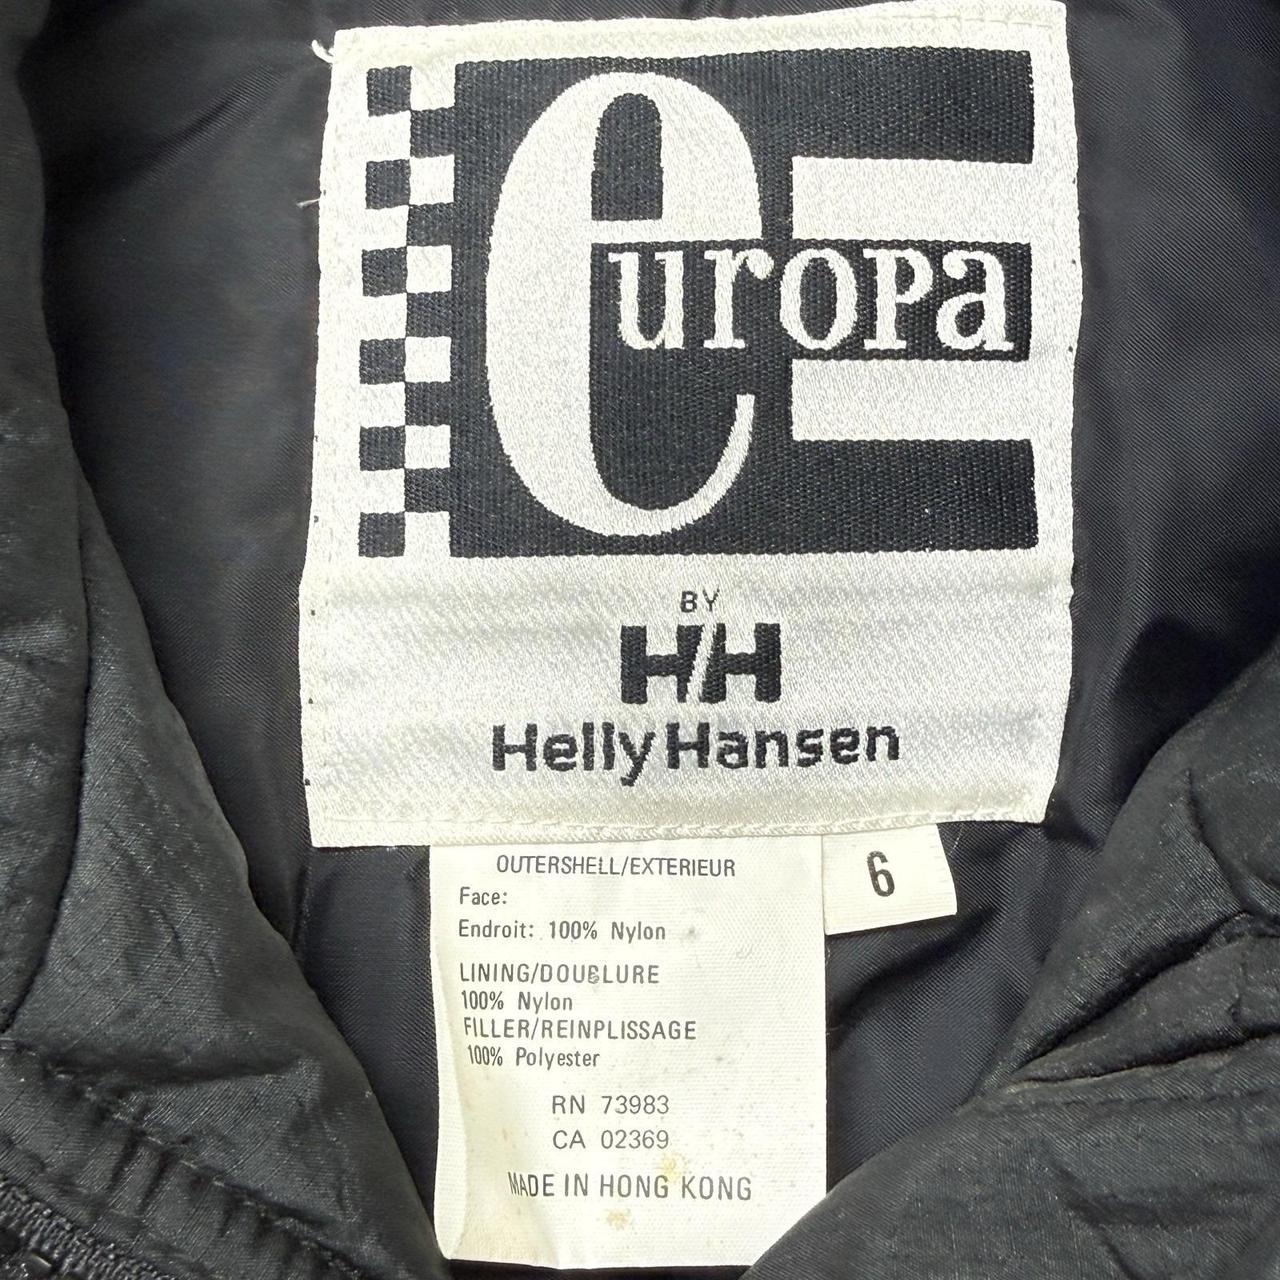 europa
BY
H/H
Helly Hansen
6
OUTERSHELL/EXTERIEUR
Face:
Endroit: 100% Nylon
LINING/DOUBLURE
100% Nylon
FILLER/REINPLISSAGE
100% Polyester
RN 73983
CA 02369
MADE IN HONG KONG